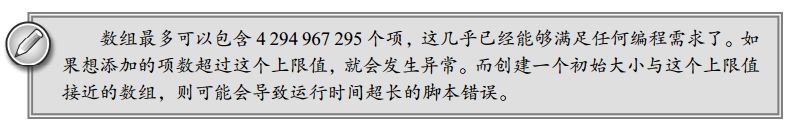 数组最多可以包含 4 294 967 295 个项，这几乎已经能够满足任何编程需求了。如
果想添加的项数超过这个上限值，就会发生异常。而创建一个初始大小与这个上限值
接近的数组，则可能会导致运行时间超长的脚本错误。